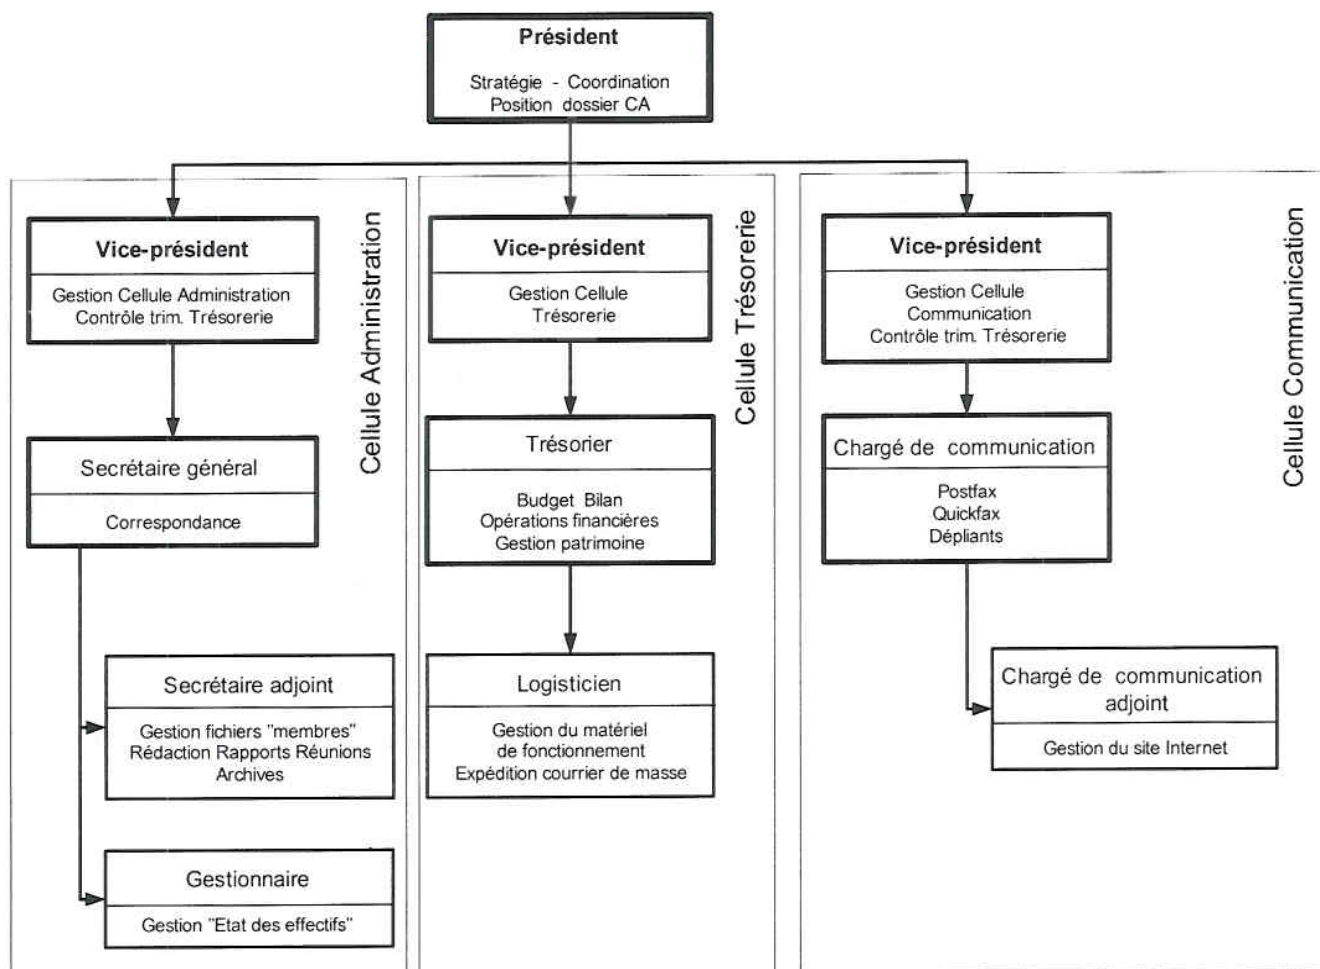 Président
Stratégie - Coordination
Position dossier CA
Cellule Administration
Vice-président
Gestion Cellule Administration
Contrôle trim. Trésorerie
Secrétaire général
Correspondance
Secrétaire adjoint
Gestion fichiers "membres"
Rédaction Rapports Réunions
Archives
Gestionnaire
Gestion "Etat des effectifs"
Cellule Trésorerie
Vice-président
Gestion Cellule
Trésorerie
Trésorier
Budget Bilan
Opérations financières
Gestion patrimoine
Logisticien
Gestion du matériel
de fonctionnement
Expédition courrier de masse
Cellule Communication
Vice-président
Gestion Cellule
Communication
Contrôle trim. Trésorerie
Chargé de communication
Postfax
Quickfax
Dépliants
Chargé de communication
adjoint
Gestion du site Internet